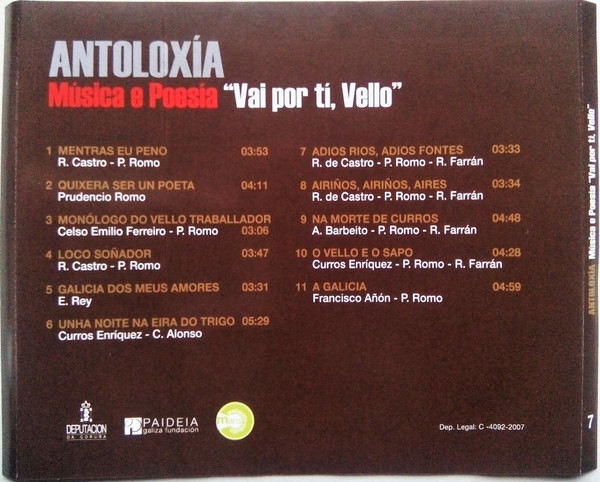 ANTOLOXÍA
Música e Poesía "Vai por tí, Vello"
1 MENTRAS EU PENO 03:53
R. Castro - P. Romo
2 QUIXERA SER UN POETA 04:11
Prudencio Romo
3 MONÓLOGO DO VELLO TRABALLADOR
Celso Emilio Ferreiro - P. Romo 03:06
4 LOCO SOÑADOR 03:47
R. Castro - P. Romo
5 GALICIA DOS MEUS AMORES 03:31
E. Rey
6 UNHA NOITE NA EIRA DO TRIGO 05:29
Curros Enríquez - C. Alonso
7 ADIOS RIOS, ADIOS FONTES 03:33
R. de Castro - P. Romo - R. Farrán
8 AIRIÑOS, AIRIÑOS, AIRES 03:34
R. de Castro - P. Romo - R. Farrán
9 NA MORTE DE CURROS 04:48
A. Barbeito - P. Romo - R. Farrán
10 O VELLO E O SAPO 04:28
Curros Enríquez - P. Romo - R. Farrán
11 A GALICIA 04:59
Francisco Añón - P. Romo
DEPUTACION
DA CORUÑA
PAIDEIA
galiza fundación
Dep. Legal: C -4092-2007
ANTOLOXÍA Música e Poesía "Vai por tí, Vello"
7